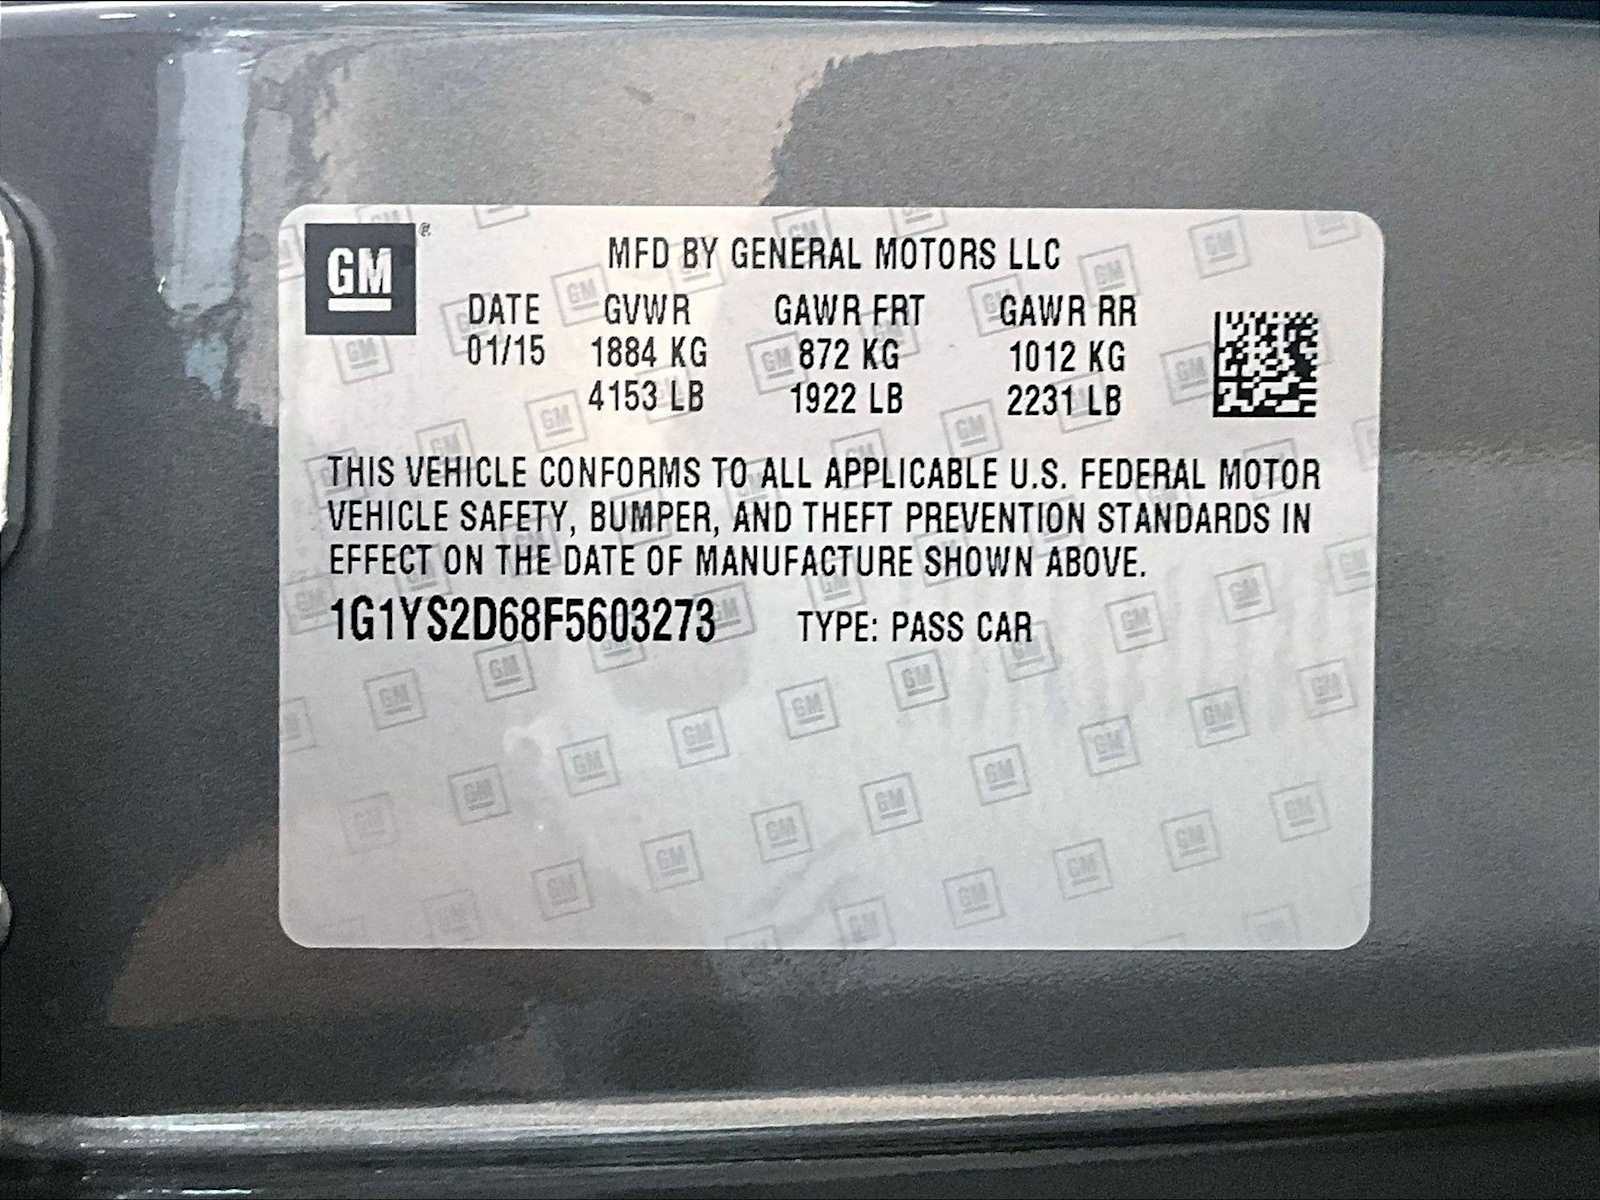 GM®
MFD BY GENERAL MOTORS LLC
DATE GVWR GAWR FRT GAWR RR
01/15 1884 KG 872 KG 1012 KG
4153 LB 1922 LB 2231 LB
THIS VEHICLE CONFORMS TO ALL APPLICABLE U.S. FEDERAL MOTOR
VEHICLE SAFETY, BUMPER, AND THEFT PREVENTION STANDARDS IN
EFFECT ON THE DATE OF MANUFACTURE SHOWN ABOVE.
1G1YS2D68F5603273 TYPE: PASS CAR